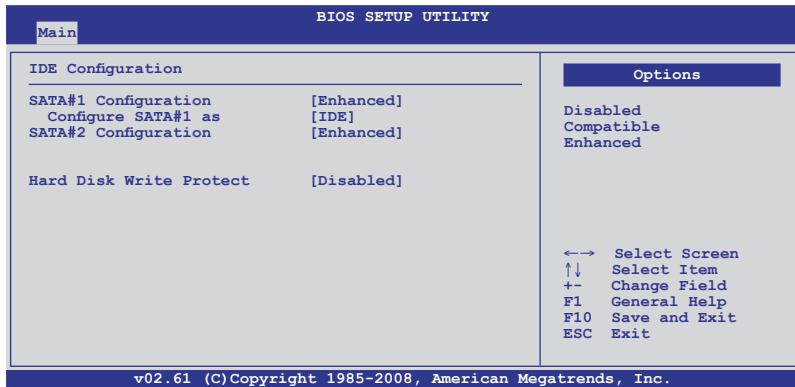 BIOS SETUP UTILITY
Main
IDE Configuration
SATA#1 Configuration [Enhanced]
Configure SATA#1 as [IDE]
SATA#2 Configuration [Enhanced]
Hard Disk Write Protect [Disabled]
Options
Disabled
Compatible
Enhanced
←→ Select Screen
↑↓ Select Item
+- Change Field
F1 General Help
F10 Save and Exit
ESC Exit
v02.61 (C)Copyright 1985-2008, American Megatrends, Inc.